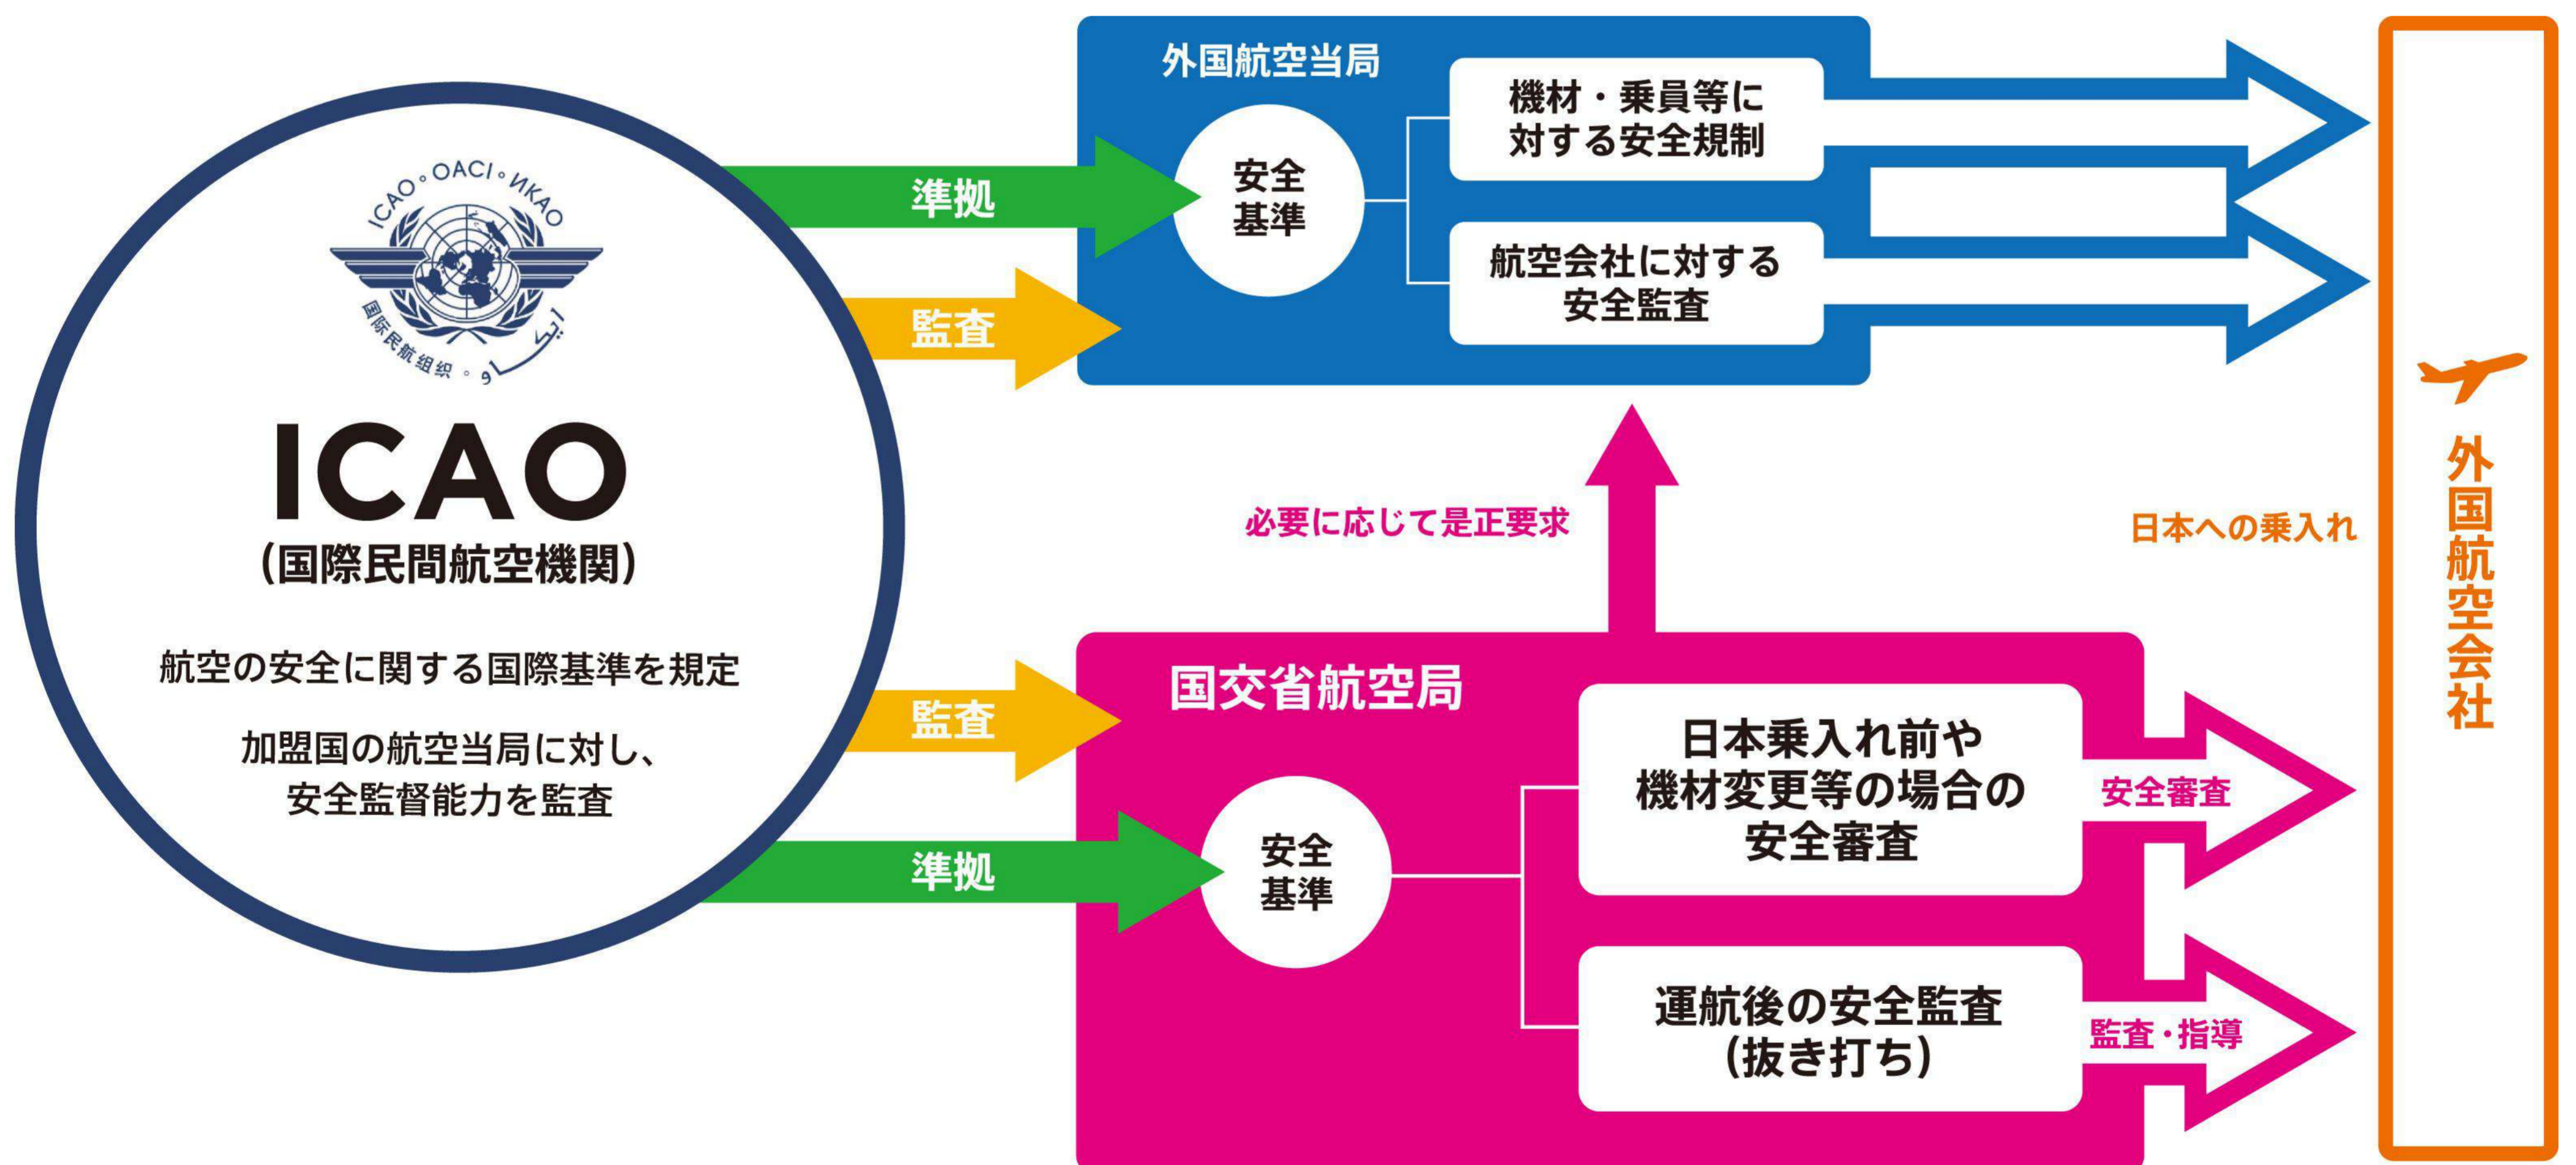 ICAO ◦ OACI ◦ ИКАО
国际民航组织 ◦ ايكاو
ICAO
(国際民間航空機関)
航空の安全に関する国際基準を規定
加盟国の航空当局に対し、
安全監督能力を監査
準拠
監査
外国航空当局
安全
基準
機材・乗員等に
対する安全規制
航空会社に対する
安全監査
必要に応じて是正要求
日本への乗入れ
監査
準拠
国交省航空局
安全
基準
日本乗入れ前や
機材変更等の場合の
安全審査
運航後の安全監査
(抜き打ち)
安全審査
監査・指導
外国航空会社